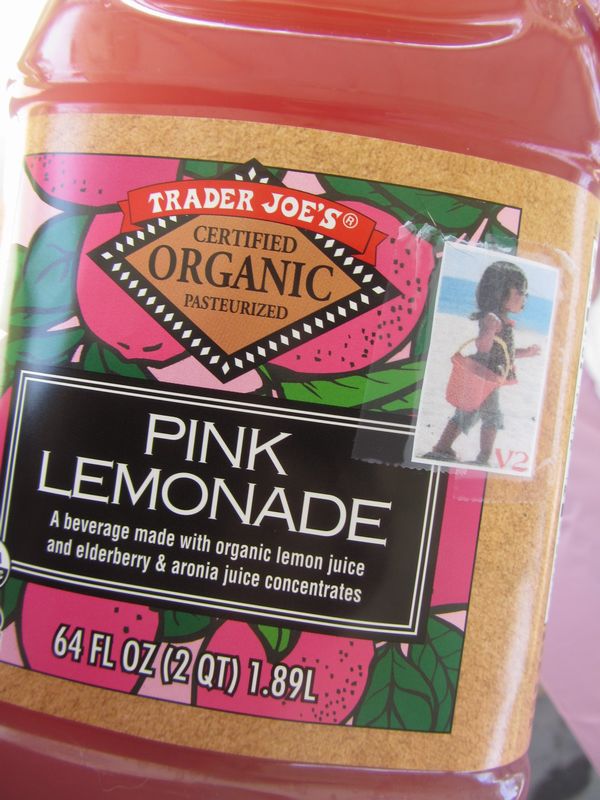 TRADER JOE'S®
CERTIFIED
ORGANIC
PASTEURIZED
PINK
LEMONADE
A beverage made with organic lemon juice
and elderberry & aronia juice concentrates
64 FL OZ (2 QT) 1.89L
V2